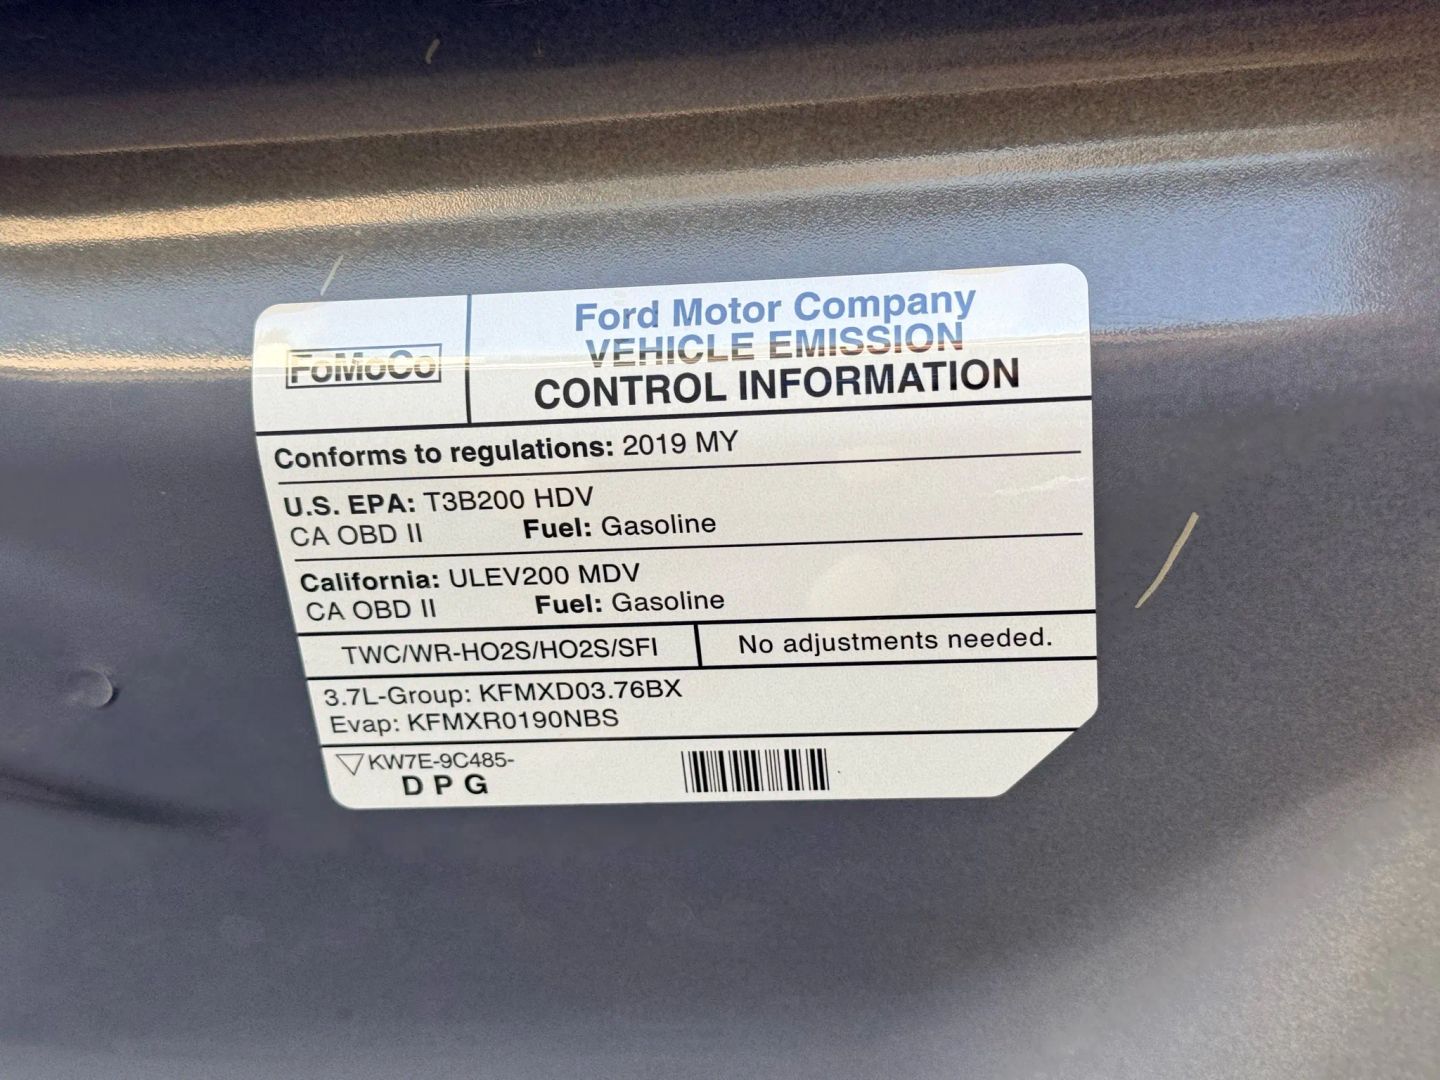 FoMoCo
Ford Motor Company
VEHICLE EMISSION
CONTROL INFORMATION
Conforms to regulations: 2019 MY
U.S. EPA: T3B200 HDV
CA OBD II Fuel: Gasoline
California: ULEV200 MDV
CA OBD II Fuel: Gasoline
TWC/WR-HO2S/HO2S/SFI No adjustments needed.
3.7L-Group: KFMXD03.76BX
Evap: KFMXR0190NBS
KW7E-9C485-
D P G